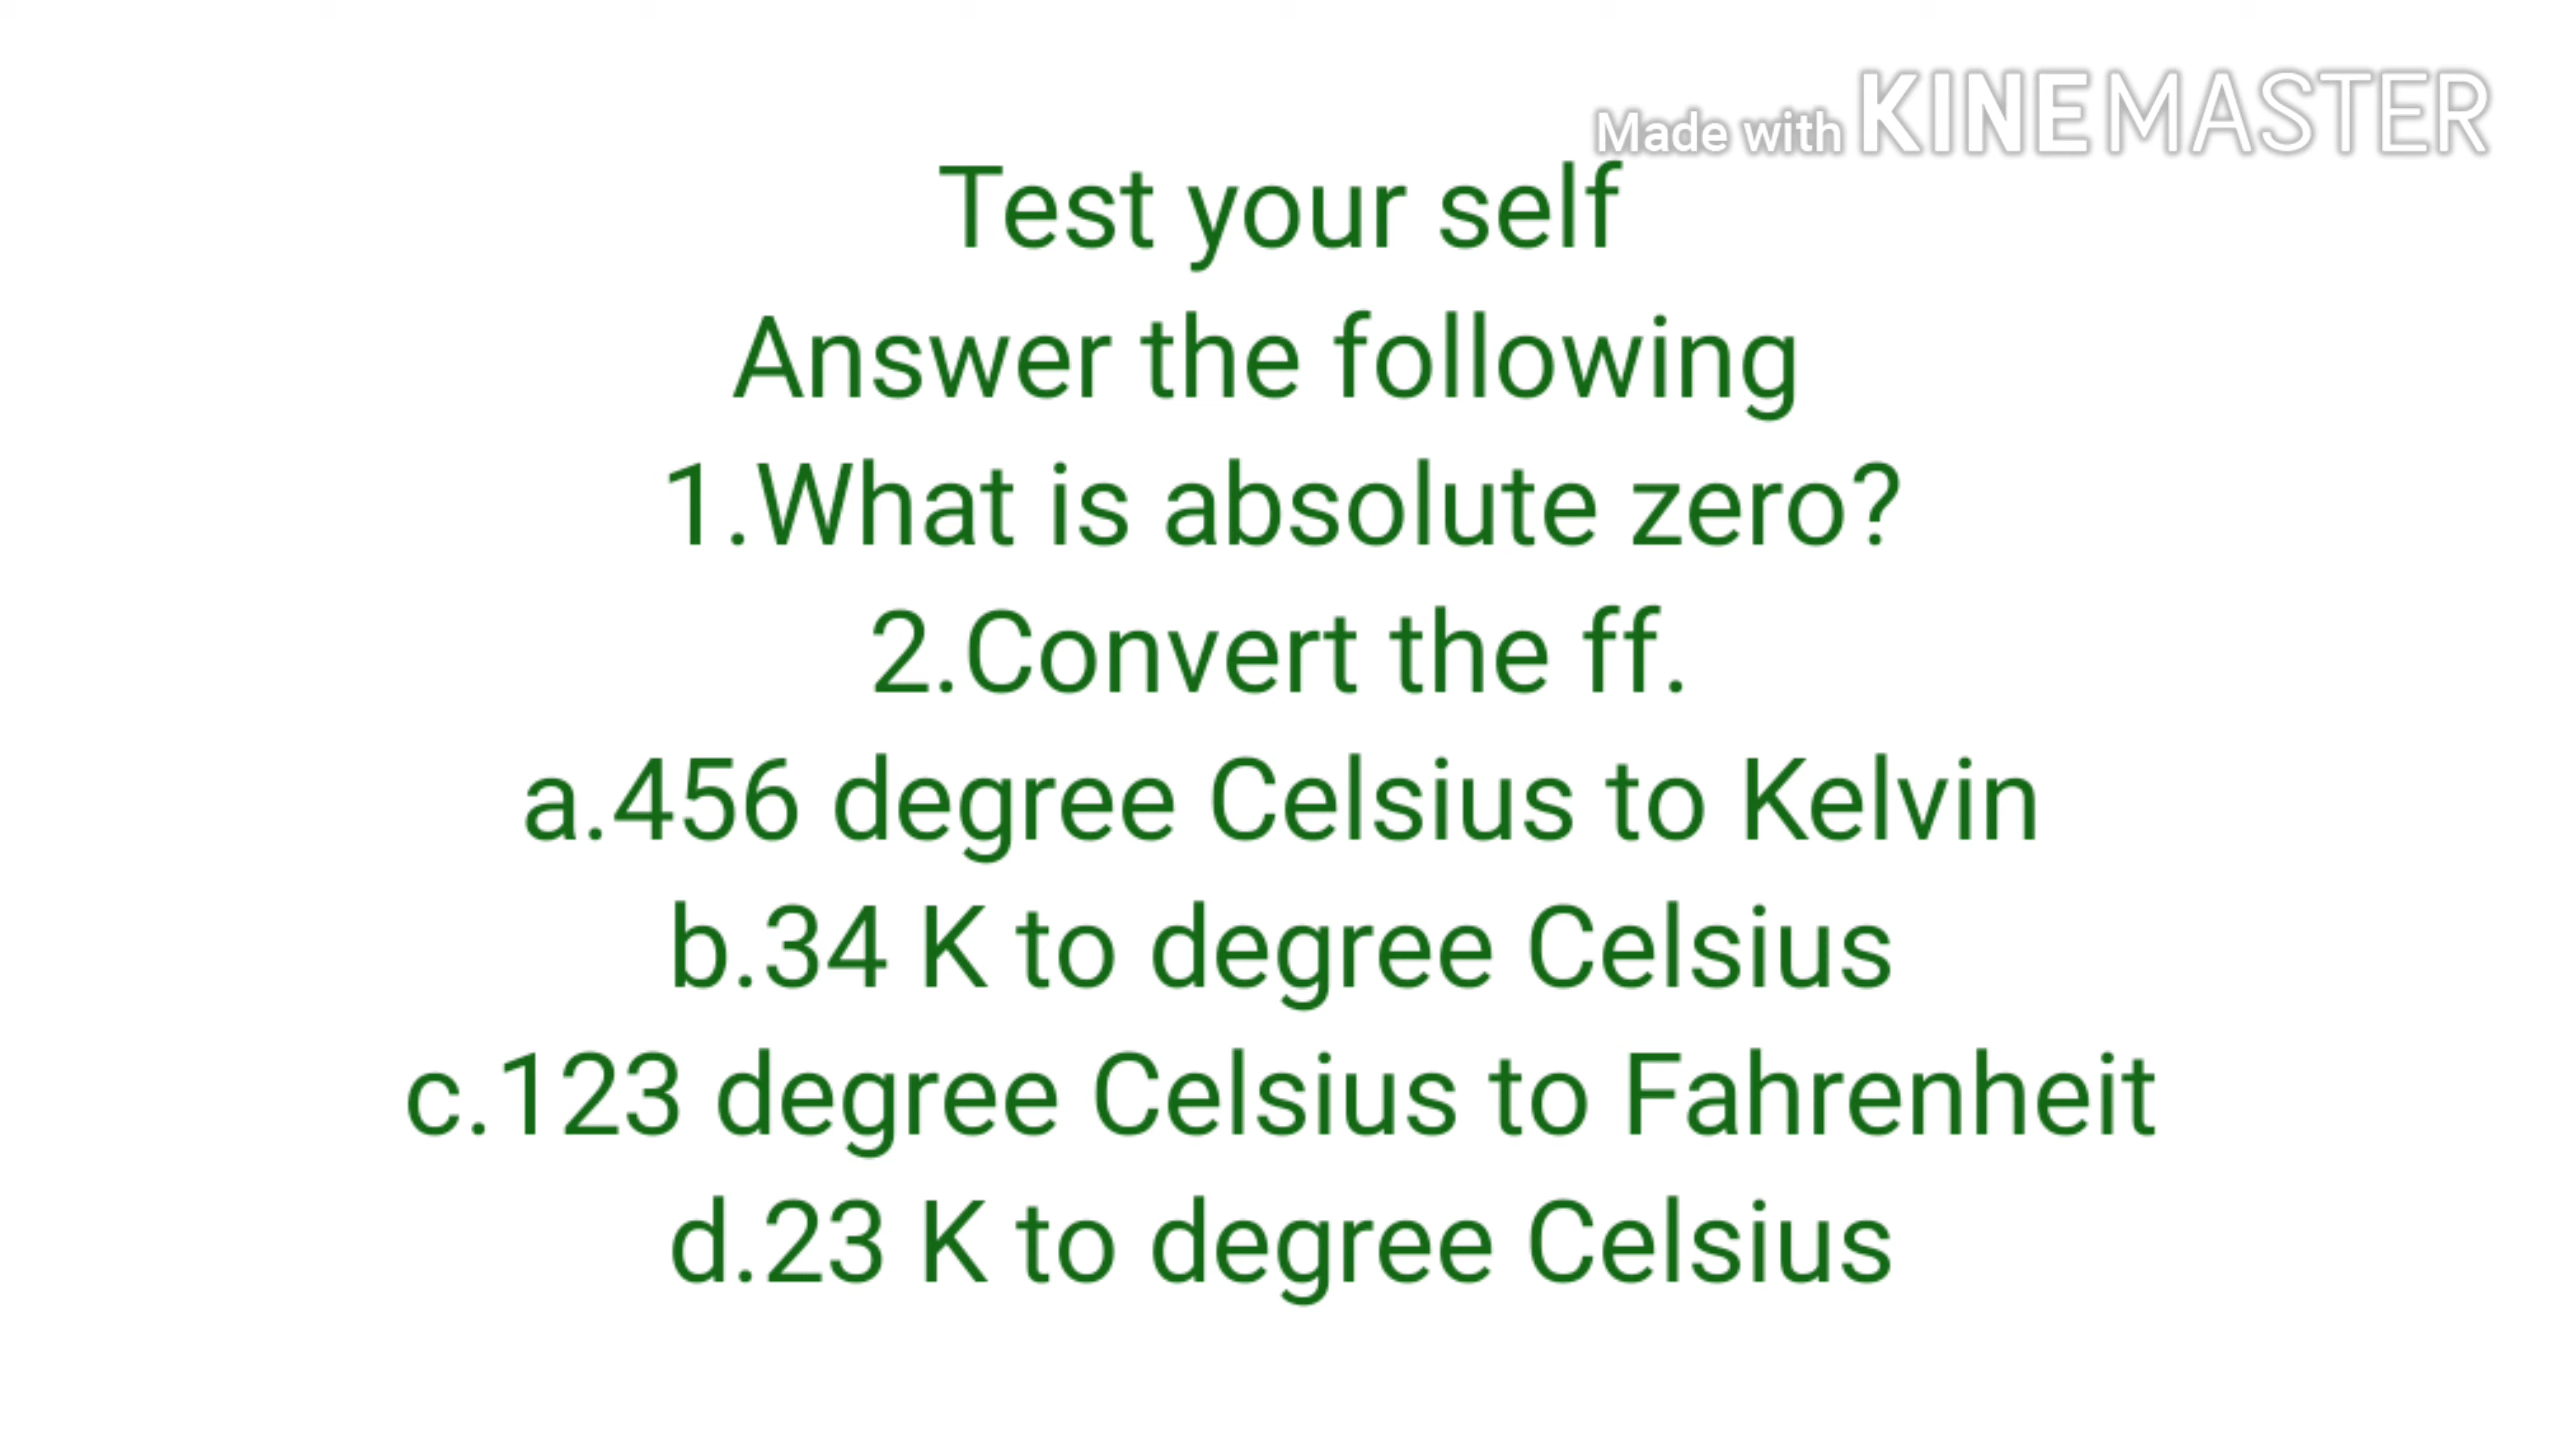 Made with KINEMASTER
Test your self
Answer the following
1.What is absolute zero?
2.Convert the ff.
a.456 degree Celsius to Kelvin
b.34 K to degree Celsius
c.123 degree Celsius to Fahrenheit
d.23 K to degree Celsius